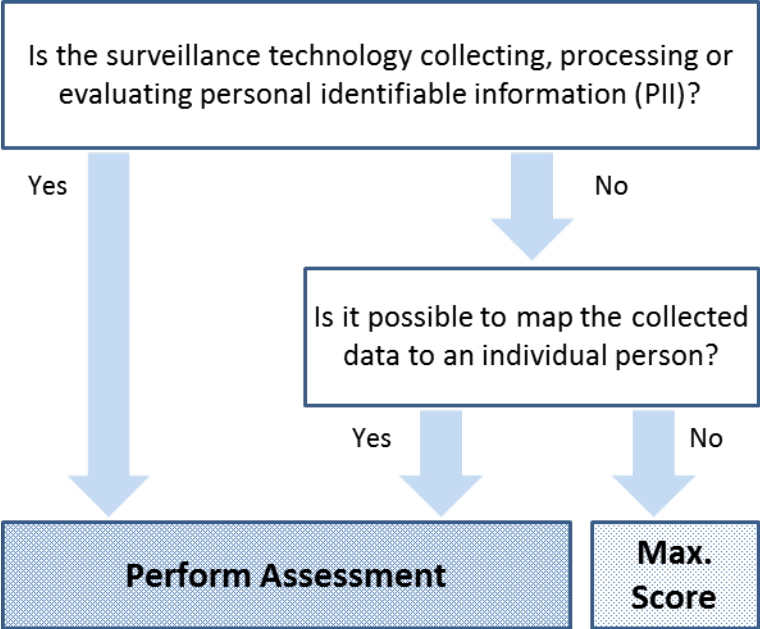 Is the surveillance technology collecting, processing or
evaluating personal identifiable information (PII)?
Yes
No
Is it possible to map the collected
data to an individual person?
Yes
No
Perform Assessment
Max.
Score